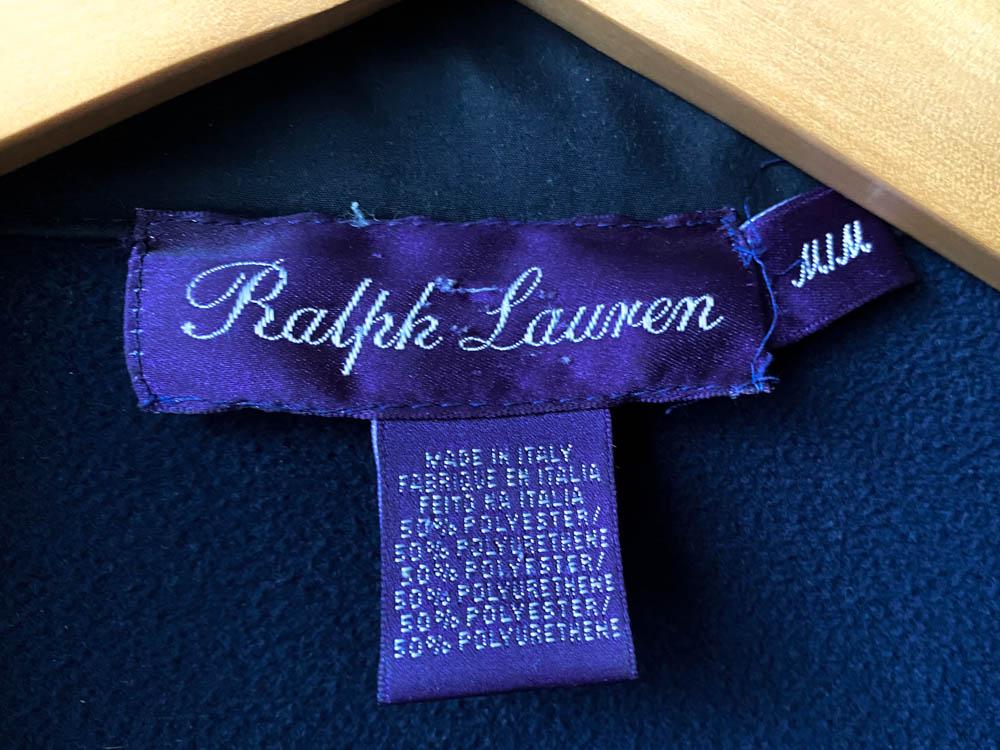 Ralph Lauren
M/M
MADE IN ITALY
FABRIQUE EN ITALIA
FEITO NA ITALIA
50% POLYESTER/
50% POLYURETHENE
50% POLYESTER/
50% POLYURETHENE
50% POLYESTER/
50% POLYURETHENE